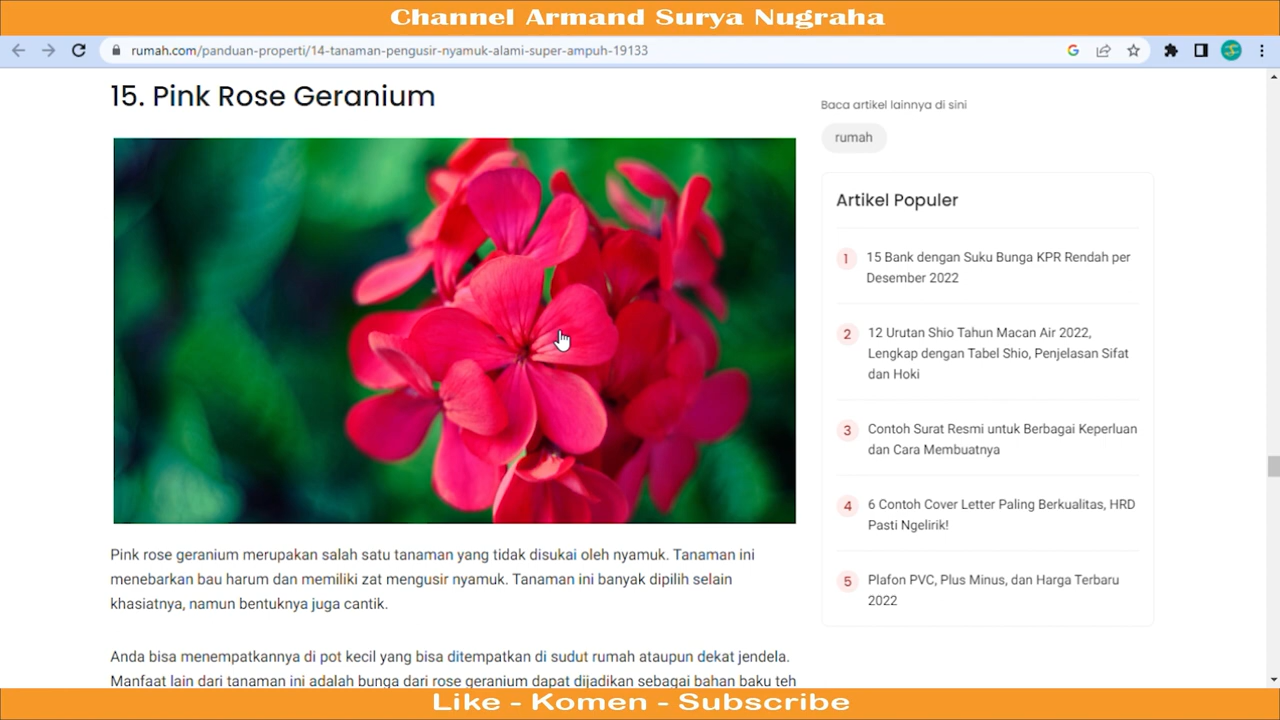 Channel Armand Surya Nugraha
rumah.com/panduan-properti/14-tanaman-pengusir-nyamuk-alami-super-ampuh-19133
15. Pink Rose Geranium
Pink rose geranium merupakan salah satu tanaman yang tidak disukai oleh nyamuk. Tanaman ini
menebarkan bau harum dan memiliki zat mengusir nyamuk. Tanaman ini banyak dipilih selain
khasiatnya, namun bentuknya juga cantik.
Anda bisa menempatkannya di pot kecil yang bisa ditempatkan di sudut rumah ataupun dekat jendela.
Manfaat lain dari tanaman ini adalah bunga dari rose geranium dapat dijadikan sebagai bahan baku teh
Baca artikel lainnya di sini
rumah
Artikel Populer
1 15 Bank dengan Suku Bunga KPR Rendah per
Desember 2022
2 12 Urutan Shio Tahun Macan Air 2022,
Lengkap dengan Tabel Shio, Penjelasan Sifat
dan Hoki
3 Contoh Surat Resmi untuk Berbagai Keperluan
dan Cara Membuatnya
4 6 Contoh Cover Letter Paling Berkualitas, HRD
Pasti Ngelirik!
5 Plafon PVC, Plus Minus, dan Harga Terbaru
2022
Like - Komen - Subscribe